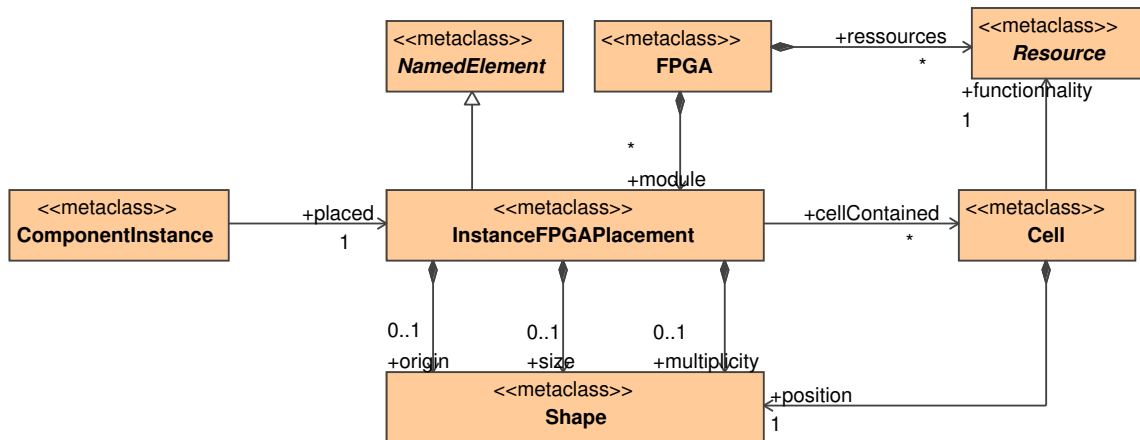 <<metaclass>>
NamedElement
<<metaclass>>
FPGA
+ressources
*
<<metaclass>>
Resource
+functionnality
1
*
+module
<<metaclass>>
ComponentInstance
+placed
1
<<metaclass>>
InstanceFPGAPlacement
+cellContained
*
<<metaclass>>
Cell
0..1
+origin
0..1
+size
0..1
+multiplicity
<<metaclass>>
Shape
+position
1